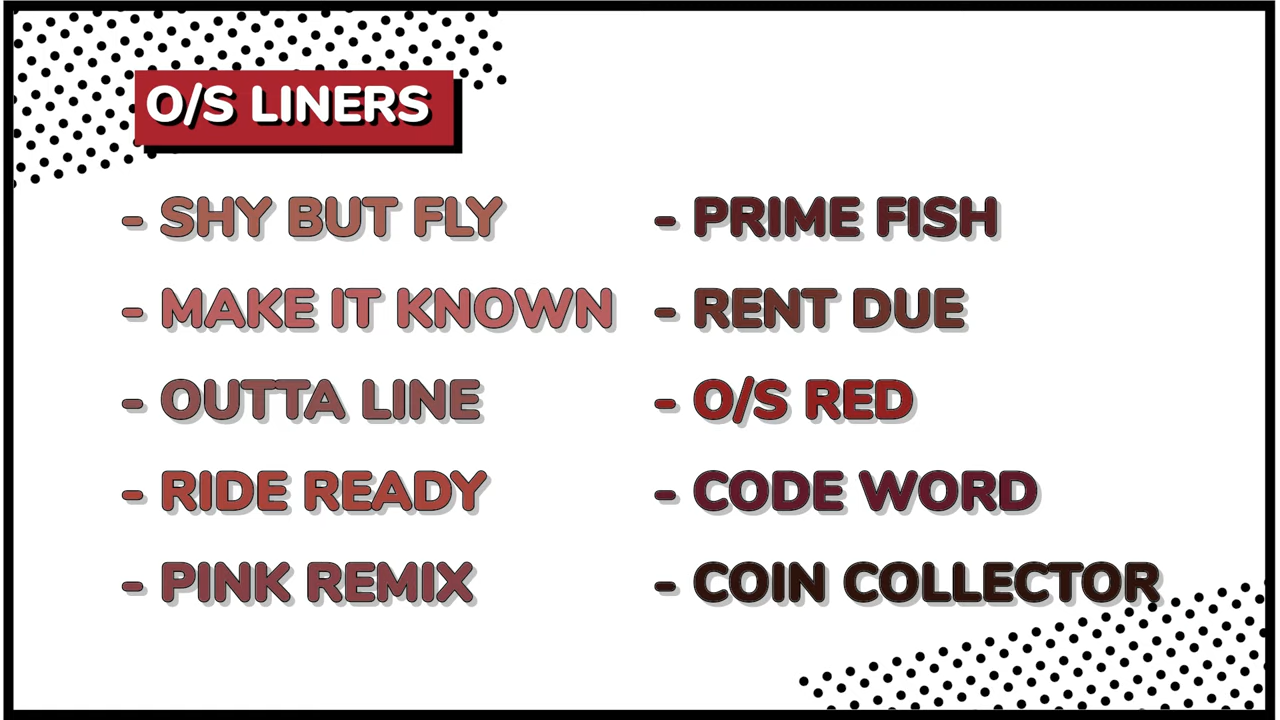 O/S LINERS
- SHY BUT FLY
- MAKE IT KNOWN
- OUTTA LINE
- RIDE READY
- PINK REMIX
- PRIME FISH
- RENT DUE
- O/S RED
- CODE WORD
- COIN COLLECTOR